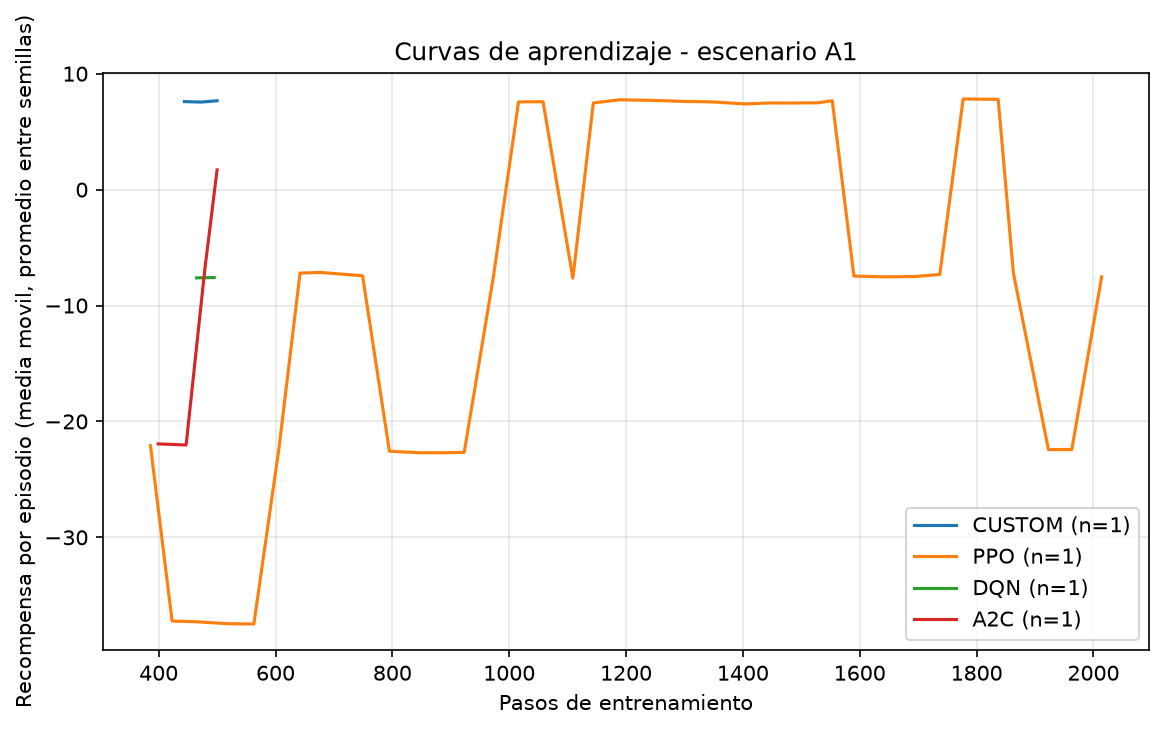 Curvas de aprendizaje - escenario A1
Recompensa por episodio (media movil, promedio entre semillas)
10
0
−10
−20
−30
400
600
800
1000
1200
1400
1600
1800
2000
Pasos de entrenamiento
CUSTOM (n=1)
PPO (n=1)
DQN (n=1)
A2C (n=1)